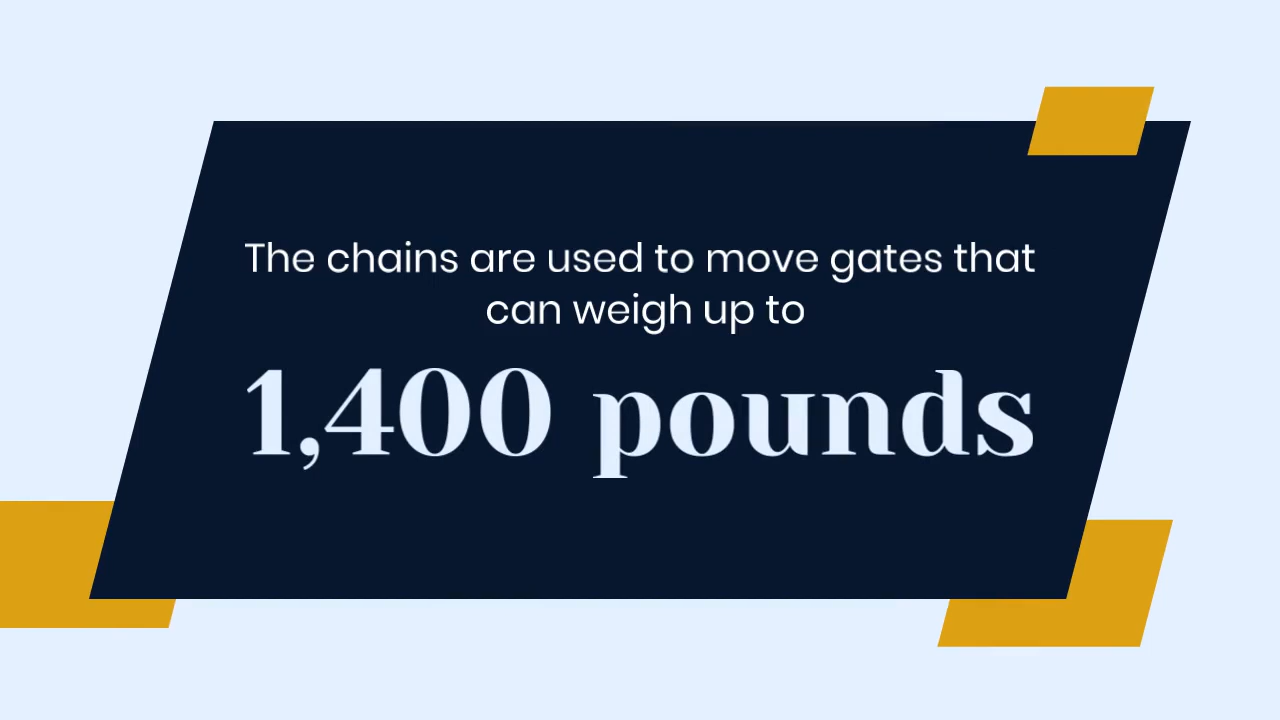 The chains are used to move gates that
can weigh up to
1,400 pounds